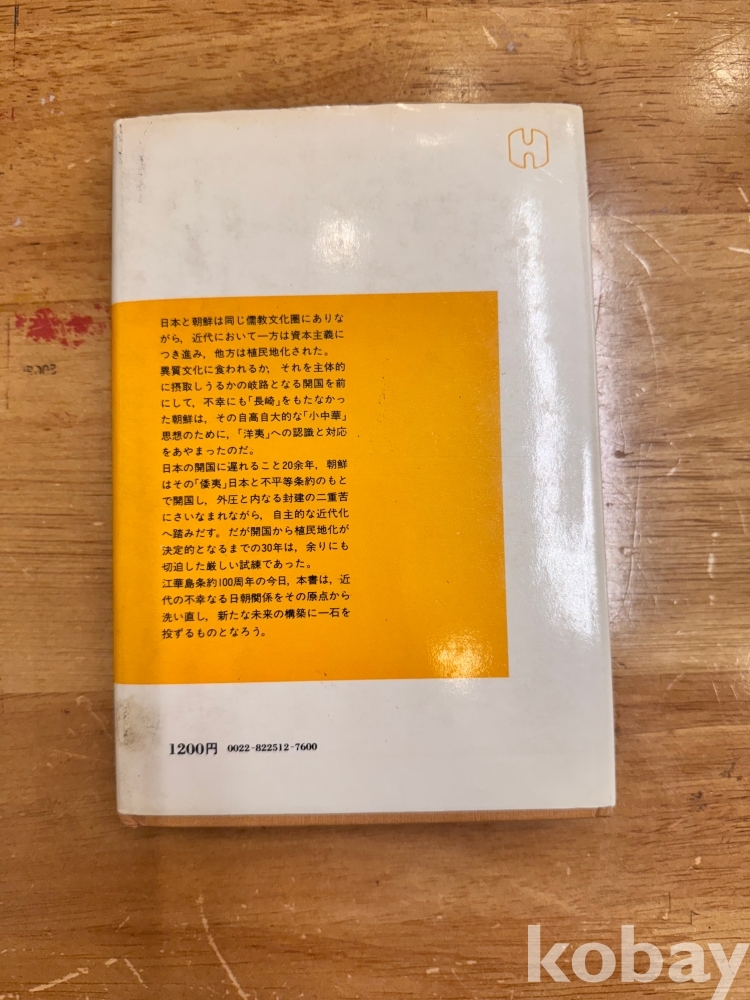 日本と朝鮮は同じ儒教文化圏にありな
がら，近代において一方は資本主義に
つき進み，他方は植民地化された。
異質文化に食われるか，それを主体的
に摂取しうるかの岐路となる開国を前
にして，不幸にも「長崎」をもたなかっ
た朝鮮は，その自高自大的な「小中華」
思想のために，「洋夷」への認識と対応
をあやまったのだ。
日本の開国に遅れること20余年，朝鮮
はその「倭夷」日本と不平等条約のもと
で開国し，外圧と内なる封建の二重苦
にさいなまれながら，自主的な近代化
へ踏みだす。だが開国から植民地化が
決定的となるまでの30年は，余りにも
切迫した厳しい試練であった。
江華島条約100周年の今日，本書は，近
代の不幸なる日朝関係をその原点から
洗い直し，新たな未来の構築に一石を
投ずるものとなろう。
1200円 0022-822512-7600
kobay